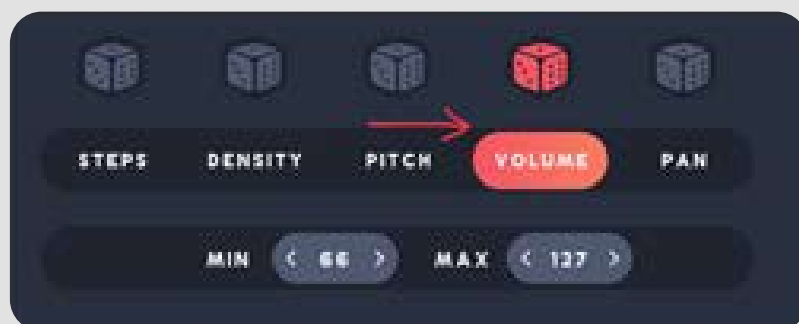 STEPS DENSITY PITCH VOLUME PAN
MIN < 66 > MAX < 127 >